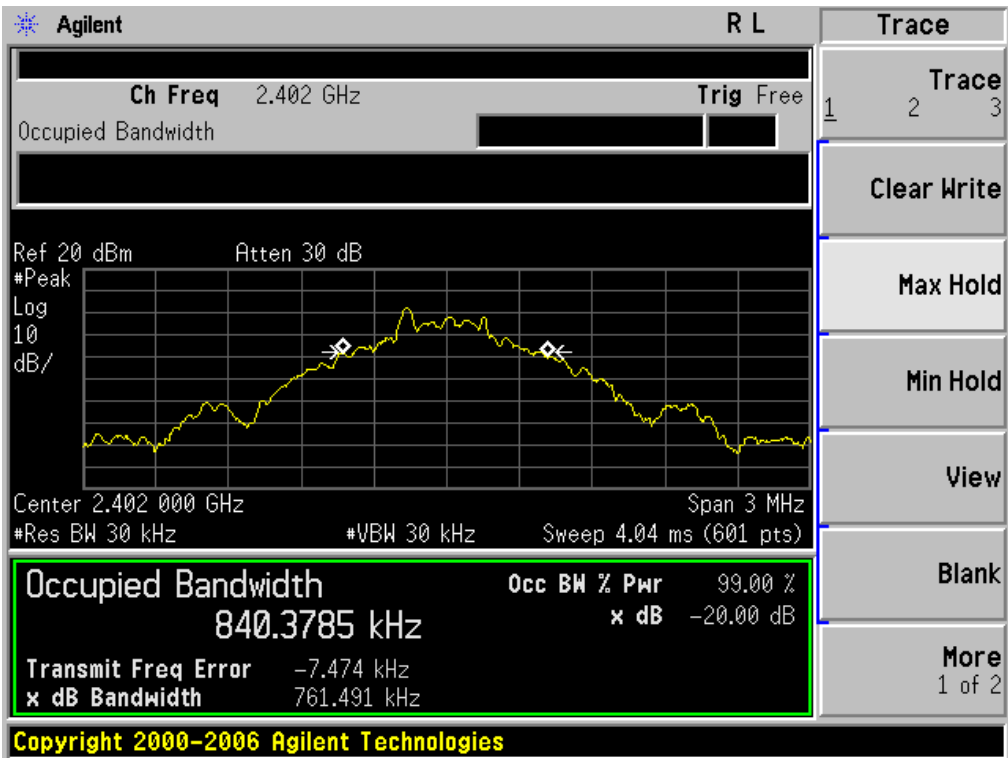 Agilent R L Trace
Ch Freq 2.402 GHz Trig Free
Occupied Bandwidth
Trace
1 2 3
Clear Write
Max Hold
Min Hold
View
Blank
More
1 of 2
Ref 20 dBm Atten 30 dB
#Peak
Log
10
dB/
Center 2.402 000 GHz Span 3 MHz
#Res BW 30 kHz #VBW 30 kHz Sweep 4.04 ms (601 pts)
Occupied Bandwidth Occ BW % Pwr 99.00 %
840.3785 kHz x dB -20.00 dB
Transmit Freq Error -7.474 kHz
x dB Bandwidth 761.491 kHz
Copyright 2000-2006 Agilent Technologies